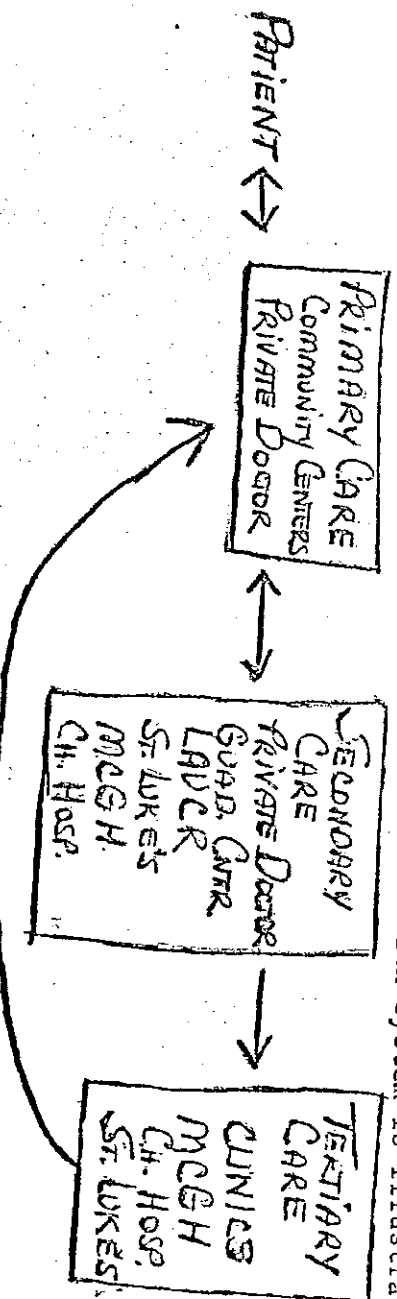 PATIENT
PRIMARY CARE
COMMUNITY CENTERS
PRIVATE DOCTOR
SECONDARY
CARE
PRIVATE DOCTOR
GUAD. CNTR
LAUCR
ST. LUKE'S
MCGH.
CH. HOSP.
TERTIARY
CARE
CLINICS
MCGH
CH. HOSP.
ST. LUKE'S